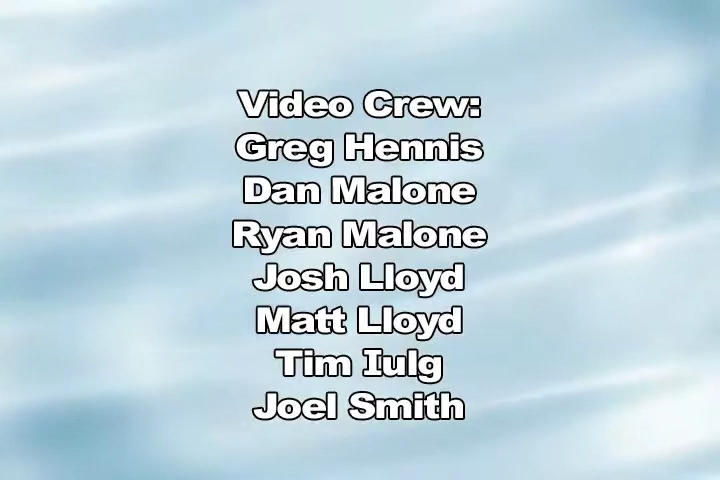 Video Crew:
Greg Hennis
Dan Malone
Ryan Malone
Josh Lloyd
Matt Lloyd
Tim Iulg
Joel Smith